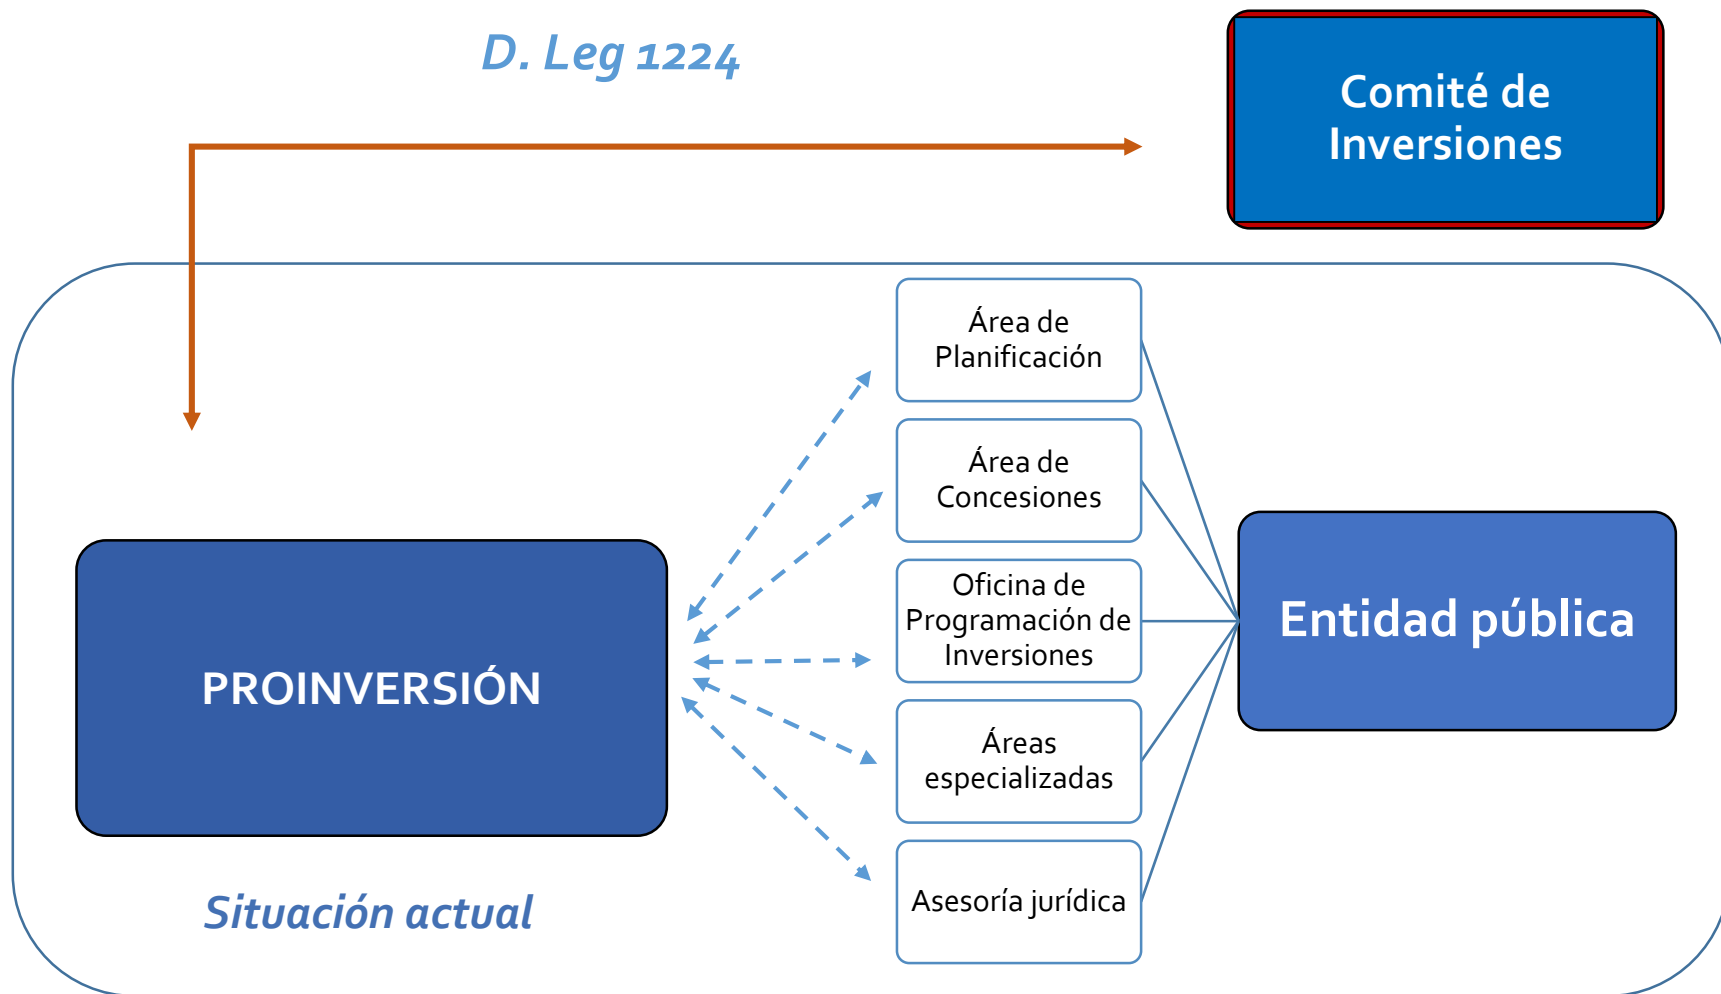 D. Leg 1224
Comité de
Inversiones
Área de
Planificación
Área de
Concesiones
Oficina de
Programación de
Inversiones
Áreas
especializadas
Asesoría jurídica
PROINVERSIÓN
Entidad pública
Situación actual